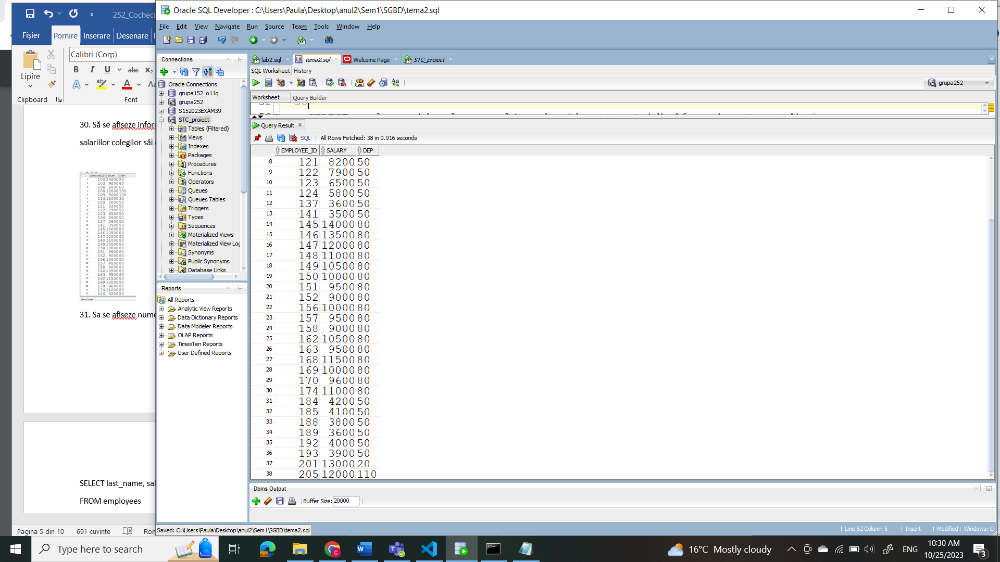 252_Cocheci
Fișier
Pornire
Inserare
Desenare
Calibri (Corp)
Lipire
Clipboard
Font
30. Să se afiseze infor
salariilor colegilor săi
31. Sa se afiseze nume
SELECT last_name, sal
FROM employees
Pagina 5 din 10
691 cuvinte
Oracle SQL Developer : C:\Users\Paula\Desktop\anul2\Sem1\SGBD\tema2.sql
File Edit View Navigate Run Source Team Tools Window Help
Connections
Oracle Connections
grupa152_o11g
grupa252
S152023EXAM39
STC_proiect
Tables (Filtered)
Views
Indexes
Packages
Procedures
Functions
Operators
Queues
Queues Tables
Triggers
Types
Sequences
Materialized Views
Materialized View Log
Synonyms
Public Synonyms
Database Links
Reports
All Reports
Analytic View Reports
Data Dictionary Reports
Data Modeler Reports
OLAP Reports
TimesTen Reports
User Defined Reports
lab2.sql
tema2.sql
Welcome Page
STC_proiect
SQL Worksheet History
grupa252
Worksheet Query Builder
Query Result
SQL | All Rows Fetched: 38 in 0.016 seconds
EMPLOYEE_ID SALARY DEP
8 121 8200 50
9 122 7900 50
10 123 6500 50
11 124 5800 50
12 137 3600 50
13 141 3500 50
14 145 14000 80
15 146 13500 80
16 147 12000 80
17 148 11000 80
18 149 10500 80
19 150 10000 80
20 151 9500 80
21 152 9000 80
22 156 10000 80
23 157 9500 80
24 158 9000 80
25 162 10500 80
26 163 9500 80
27 168 11500 80
28 169 10000 80
29 170 9600 80
30 174 11000 80
31 184 4200 50
32 185 4100 50
33 188 3800 50
34 189 3600 50
35 192 4000 50
36 193 3900 50
37 201 13000 20
38 205 12000 110
Dbms Output
Buffer Size: 20000
Saved: C:\Users\Paula\Desktop\anul2\Sem1\SGBD\tema2.sql
Line 52 Column 5 | Insert | Modified | Windows: CR
Type here to search
16°C Mostly cloudy
ENG
10:30 AM
10/25/2023
3